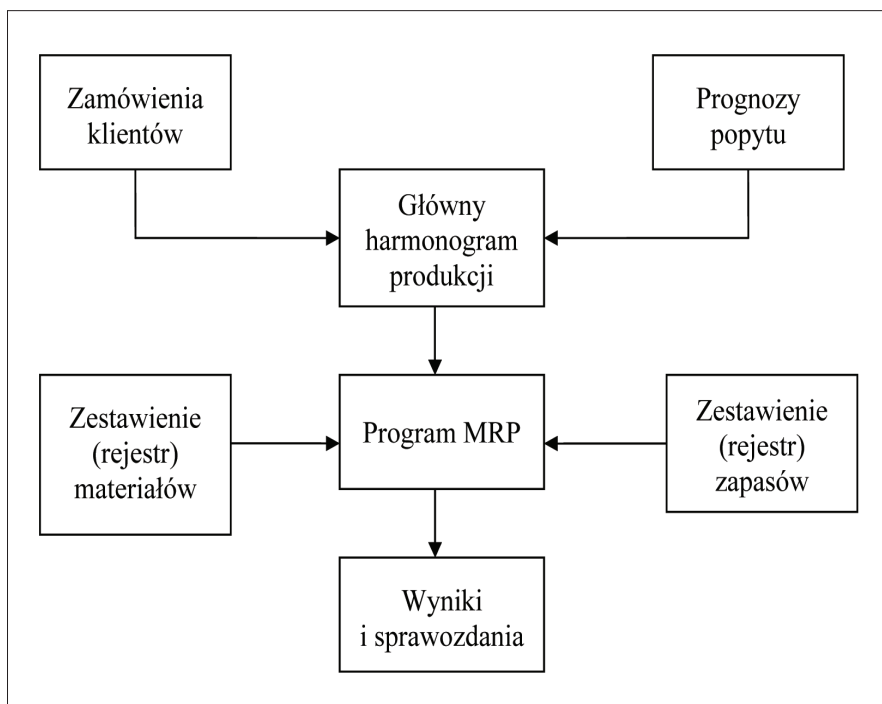 Zamówienia
klientów
Prognozy
popytu
Główny
harmonogram
produkcji
Zestawienie
(rejestr)
materiałów
Program MRP
Zestawienie
(rejestr)
zapasów
Wyniki
i sprawozdania